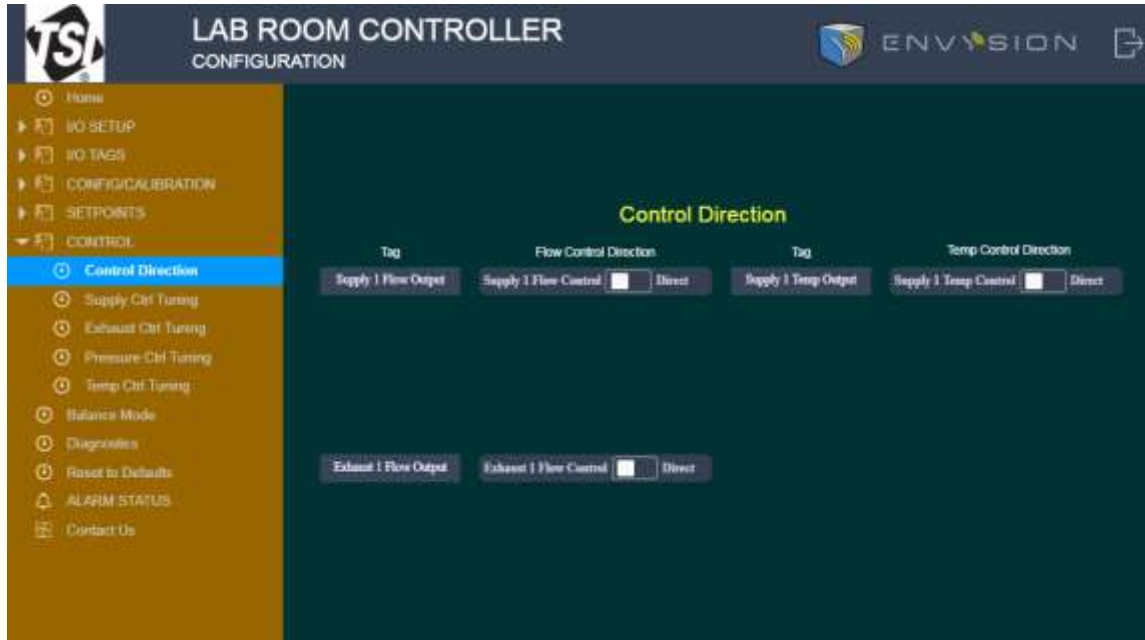 TSI
LAB ROOM CONTROLLER
CONFIGURATION
ENVYSION
Home
I/O SETUP
I/O TAGS
CONFIG/CALIBRATION
SETPOINTS
CONTROL
Control Direction
Supply Ctrl Tuning
Exhaust Ctrl Tuning
Pressure Ctrl Tuning
Temp Ctrl Tuning
Balance Mode
Diagnostics
Reset to Defaults
ALARM STATUS
Contact Us
Control Direction
Tag Flow Control Direction Tag Temp Control Direction
Supply 1 Flow Output Supply 1 Flow Control Direct Supply 1 Temp Output Supply 1 Temp Control Direct
Exhaust 1 Flow Output Exhaust 1 Flow Control Direct